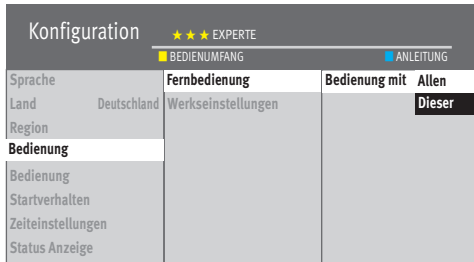 Konfiguration
★ ★ ★ EXPERTE
BEDIENUMFANG ANLEITUNG
Sprache Fernbedienung Bedienung mit Allen
Land Deutschland Werkseinstellungen Dieser
Region
Bedienung
Bedienung
Startverhalten
Zeiteinstellungen
Status Anzeige